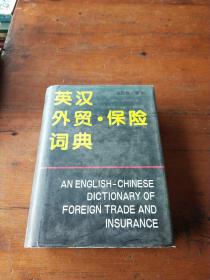 英汉
外贸·保险
词典
AN ENGLISH-CHINESE
DICTIONARY OF
FOREIGN TRADE AND
INSURANCE